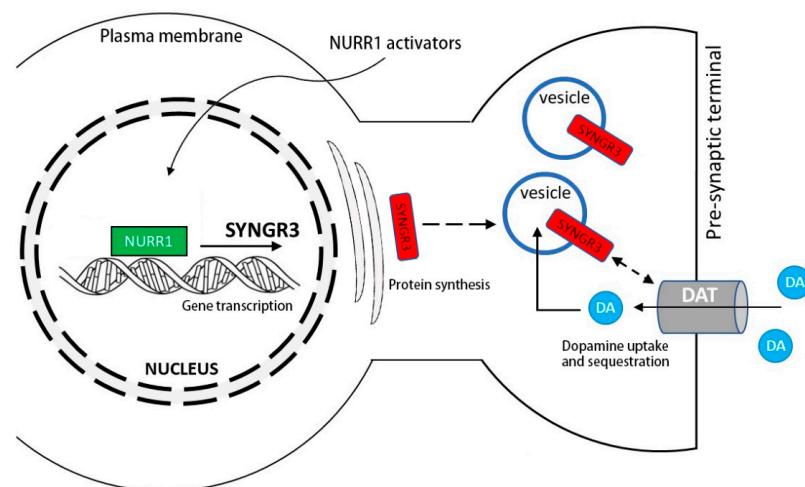 Plasma membrane
NURR1 activators
vesicle
SYNGR3
Pre-synaptic terminal
vesicle
SYNGR3
NURR1
SYNGR3
SYNGR3
Gene transcription
Protein synthesis
DAT
DA
DA
DA
Dopamine uptake
and sequestration
NUCLEUS